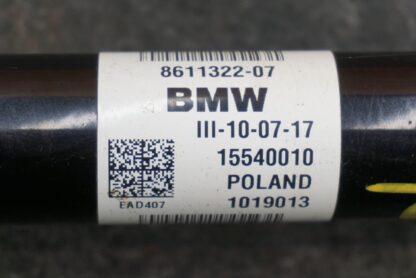 8611322-07
BMW
III-10-07-17
15540010
POLAND
EAD407
1019013